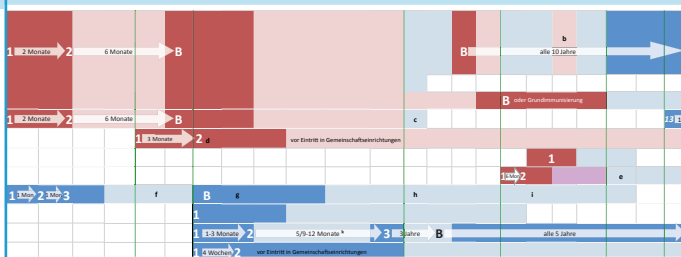 1 2 Monate 2 6 Monate B B alle 10 Jahre b
B oder Grundimmunisierung
1 2 Monate 2 6 Monate B c 13
1 3 Monate 2 d vor Eintritt in Gemeinschaftseinrichtungen
1
1 2 e
1 1 Mon 2 1 Mon 3 f B g h i
1
1 1-3 Monate 2 5/9-12 Monate 3 3 Jahre B alle 5 Jahre
1 4 Wochen 2 vor Eintritt in Gemeinschaftseinrichtungen